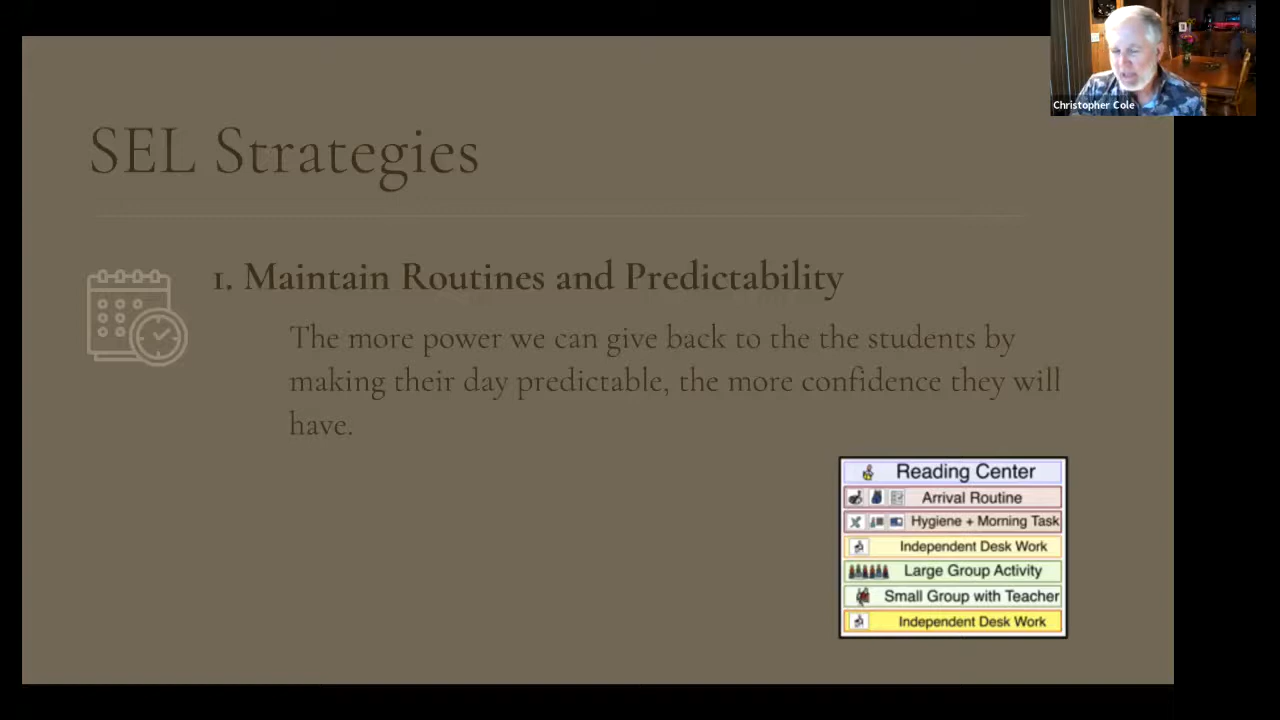 Christopher Cole
SEL Strategies
1. Maintain Routines and Predictability
The more power we can give back to the the students by
making their day predictable, the more confidence they will
have.
Reading Center
Arrival Routine
Hygiene + Morning Task
Independent Desk Work
Large Group Activity
Small Group with Teacher
Independent Desk Work